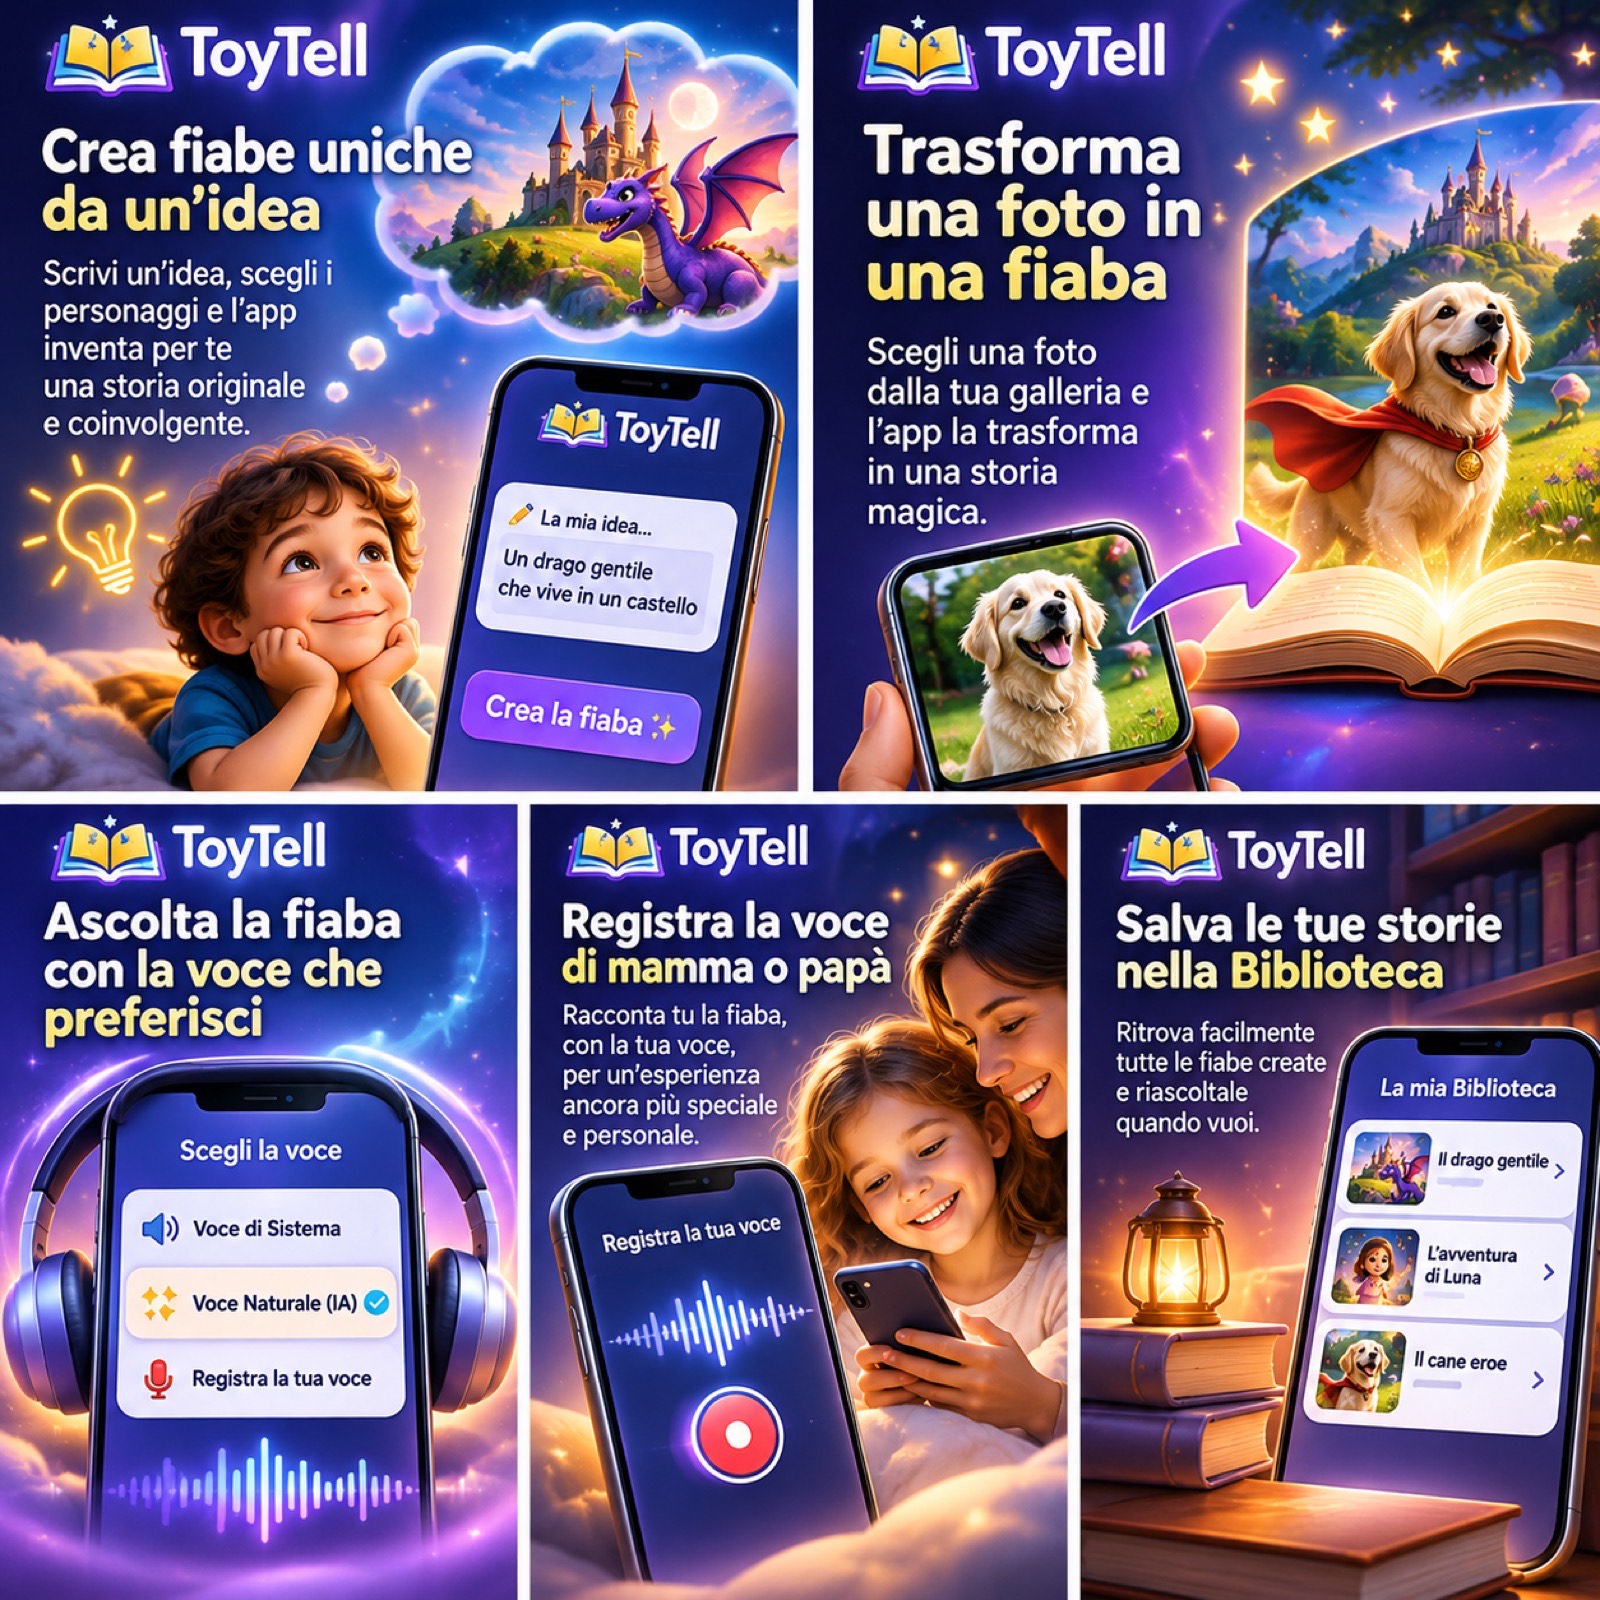 ToyTell
Crea fiabe uniche
da un'idea
Scrivi un'idea, scegli i
personaggi e l'app
inventa per te
una storia originale
e coinvolgente.
ToyTell
La mia idea...
Un drago gentile
che vive in un castello
Crea la fiaba
ToyTell
Trasforma
una foto in
una fiaba
Scegli una foto
dalla tua galleria e
l'app la trasforma
in una storia
magica.
ToyTell
Ascolta la fiaba
con la voce che
preferisci
Scegli la voce
Voce di Sistema
Voce Naturale (IA)
Registra la tua voce
ToyTell
Registra la voce
di mamma o papà
Racconta tu la fiaba,
con la tua voce,
per un'esperienza
ancora più speciale
e personale.
Registra la tua voce
ToyTell
Salva le tue storie
nella Biblioteca
Ritrova facilmente
tutte le fiabe create
e riascoltale
quando vuoi.
La mia Biblioteca
Il drago gentile
L'avventura
di Luna
Il cane eroe